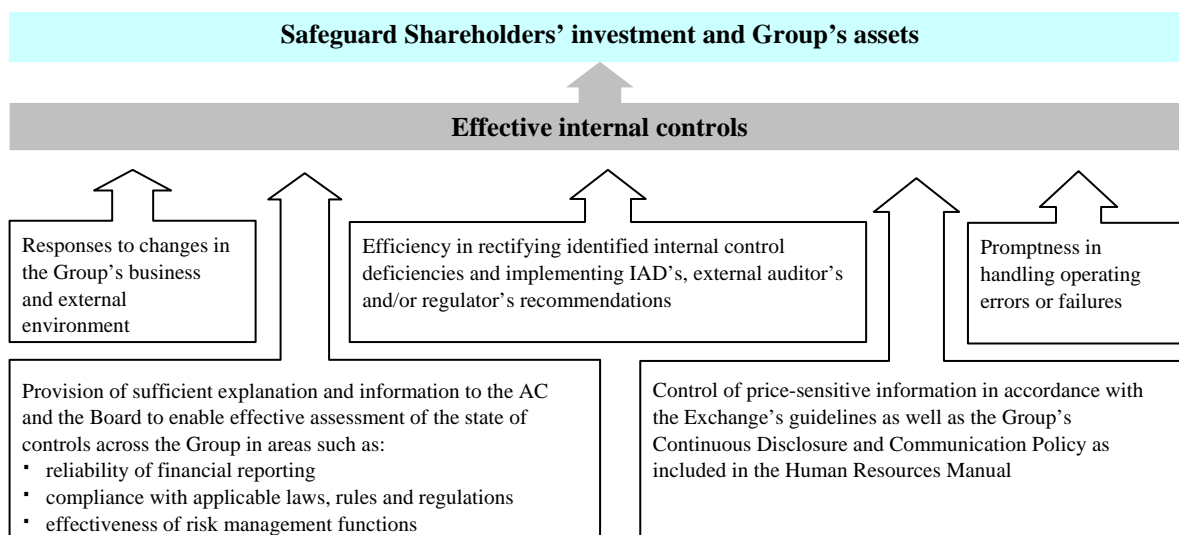 Safeguard Shareholders’ investment and Group’s assets
Effective internal controls
Responses to changes in
the Group’s business
and external
environment
Efficiency in rectifying identified internal control
deficiencies and implementing IAD’s, external auditor’s
and/or regulator’s recommendations
Promptness in
handling operating
errors or failures
Provision of sufficient explanation and information to the AC
and the Board to enable effective assessment of the state of
controls across the Group in areas such as:
▪ reliability of financial reporting
▪ compliance with applicable laws, rules and regulations
▪ effectiveness of risk management functions
Control of price-sensitive information in accordance with
the Exchange’s guidelines as well as the Group’s
Continuous Disclosure and Communication Policy as
included in the Human Resources Manual